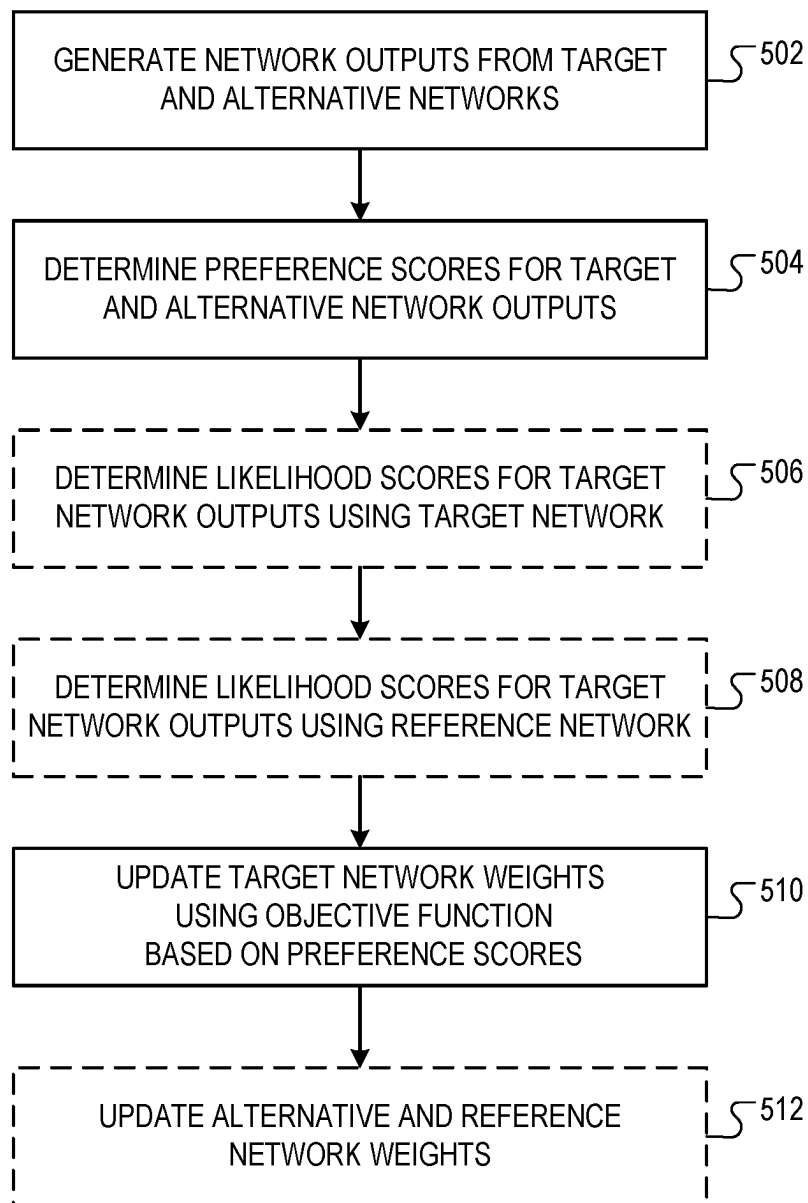 GENERATE NETWORK OUTPUTS FROM TARGET
AND ALTERNATIVE NETWORKS
502
DETERMINE PREFERENCE SCORES FOR TARGET
AND ALTERNATIVE NETWORK OUTPUTS
504
DETERMINE LIKELIHOOD SCORES FOR TARGET
NETWORK OUTPUTS USING TARGET NETWORK
506
DETERMINE LIKELIHOOD SCORES FOR TARGET
NETWORK OUTPUTS USING REFERENCE NETWORK
508
UPDATE TARGET NETWORK WEIGHTS
USING OBJECTIVE FUNCTION
BASED ON PREFERENCE SCORES
510
UPDATE ALTERNATIVE AND REFERENCE
NETWORK WEIGHTS
512